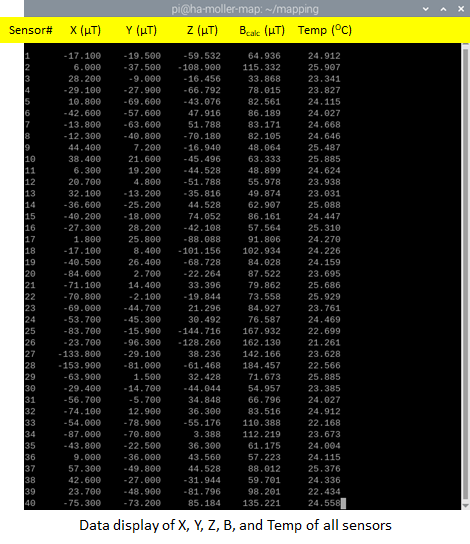 pi@ha-moller-map: ~/mapping
Sensor# X (µT) Y (µT) Z (µT) Bcalc (µT) Temp (OC)
1 -17.100 -19.500 -59.532 64.936 24.912
2 6.000 -37.500 -108.900 115.332 25.907
3 28.200 -9.000 -16.456 33.868 23.341
4 -29.100 -27.900 -66.792 78.015 23.827
5 10.800 -69.600 -43.076 82.561 24.115
6 -42.600 -57.600 47.916 86.189 24.027
7 -13.800 -63.600 51.788 83.171 24.668
8 -12.300 -40.800 -70.180 82.105 24.646
9 44.400 7.200 -16.940 48.064 25.487
10 38.400 21.600 -45.496 63.333 25.885
11 6.300 19.200 -44.528 48.899 24.624
12 20.700 4.800 -51.788 55.978 23.938
13 32.100 -13.200 -35.816 49.874 23.031
14 -36.600 -25.200 44.528 62.907 25.088
15 -40.200 -18.000 74.052 86.161 24.447
16 -27.300 28.200 -42.108 57.564 25.310
17 1.800 25.800 -88.088 91.806 24.270
18 -17.100 8.400 -101.156 102.934 24.226
19 -40.500 26.400 -68.728 84.028 24.159
20 -84.600 2.700 -22.264 87.522 23.695
21 -71.100 14.400 33.396 79.862 25.686
22 -70.800 -2.100 -19.844 73.558 25.929
23 -69.000 -44.700 21.296 84.927 23.761
24 -53.700 -45.300 30.492 76.587 24.469
25 -83.700 -15.900 -144.716 167.932 22.699
26 -23.700 -96.300 -128.260 162.130 21.261
27 -133.800 -29.100 38.236 142.166 23.628
28 -153.900 -81.000 -61.468 184.457 22.566
29 -63.900 1.500 32.428 71.673 25.885
30 -29.400 -14.700 -44.044 54.957 23.385
31 -56.700 -5.700 34.848 66.796 24.027
32 -74.100 12.900 36.300 83.516 24.912
33 -54.000 -78.900 -55.176 110.388 22.168
34 -87.000 -70.800 3.388 112.219 23.673
35 -43.800 -22.500 36.300 61.175 24.004
36 9.000 -36.000 43.560 57.223 24.115
37 57.300 -49.800 44.528 88.012 25.376
38 42.600 -27.000 -31.944 59.701 24.336
39 23.700 -48.900 -81.796 98.201 22.434
40 -75.300 -73.200 85.184 135.221 24.558
Data display of X, Y, Z, B, and Temp of all sensors